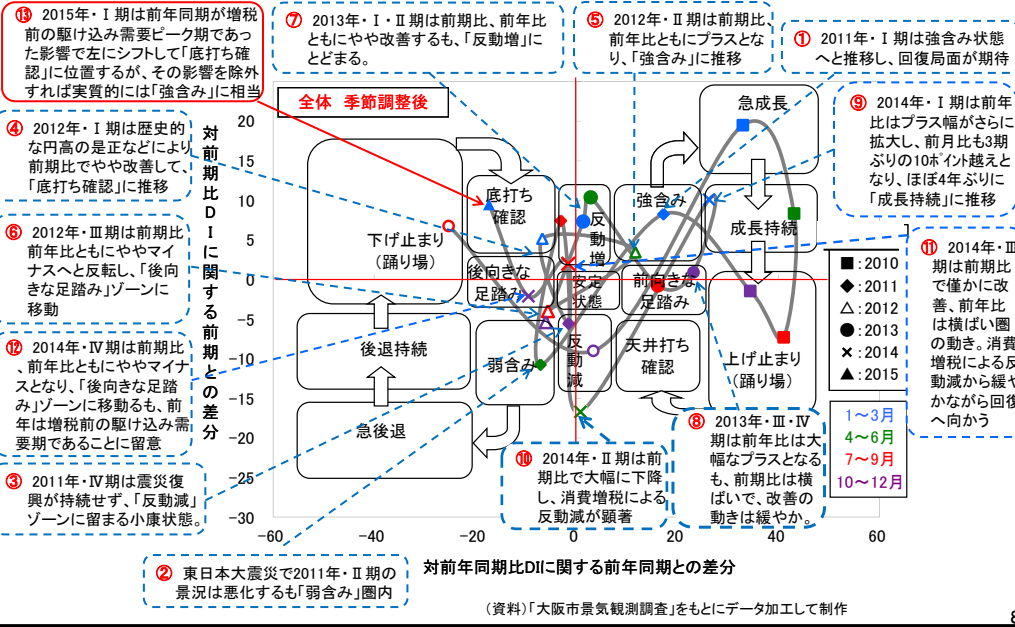 ⑬ 2015年・Ⅰ期は前年同期が増税
前の駆け込み需要ピーク期であっ
た影響で左にシフトして「底打ち確
認」に位置するが、その影響を除外
すれば実質的には「強含み」に相当
⑦ 2013年・Ⅰ・Ⅱ期は前期比、前年比
ともにやや改善するも、「反動増」に
とどまる。
⑤ 2012年・Ⅱ期は前期比、
前年比ともにプラスとな
り、「強含み」に推移
① 2011年・Ⅰ期は強含み状態
へと推移し、回復局面が期待
④ 2012年・Ⅰ期は歴史的
な円高の是正などにより
前期比でやや改善して、
「底打ち確認」に推移
⑨ 2014年・Ⅰ期は前年
比はプラス幅がさらに
拡大し、前月比も3期
ぶりの10ポイント越えと
なり、ほぼ4年ぶりに
「成長持続」に推移
⑥ 2012年・Ⅲ期は前期比
前年比ともにややマイ
ナスへと反転し、「後向
きな足踏み」ゾーンに
移動
⑪ 2014年・Ⅲ
期は前期比
で僅かに改
善、前年比
は横ばい圏
の動き。消費
増税による反
動減から緩や
かながら回復
へ向かう
⑫ 2014年・Ⅳ期は前期比
、前年比ともにややマイナ
スとなり、「後向きな足踏
み」ゾーンに移動るも、前
年は増税前の駆け込み需
要期であることに留意
③ 2011年・Ⅳ期は震災復
興が持続せず、「反動減」
ゾーンに留まる小康状態。
② 東日本大震災で2011年・Ⅱ期の
景況は悪化するも「弱含み」圏内
⑩ 2014年・Ⅱ期は前
期比で大幅に下降
し、消費増税による
反動減が顕著
⑧ 2013年・Ⅲ・Ⅳ
期は前年比は大
幅なプラスとなる
も、前期比は横
ばいで、改善の
動きは緩やか。
全体 季節調整後
対前期比DIに関する前期との差分
20
15
10
5
0
−5
−10
−15
−20
−25
−30
−60
−40
−20
0
20
40
60
対前年同期比DIに関する前年同期との差分
急成長
底打ち
確認
強含み
反動増
成長持続
下げ止まり
(踊り場)
後向きな
足踏み
安定
状態
前向きな
足踏み
後退持続
弱含み
反動減
天井打ち
確認
上げ止まり
(踊り場)
急後退
■:2010
◆:2011
△:2012
●:2013
×:2014
▲:2015
1〜3月
4〜6月
7〜9月
10〜12月
(資料)「大阪市景気観測調査」をもとにデータ加工して制作
8